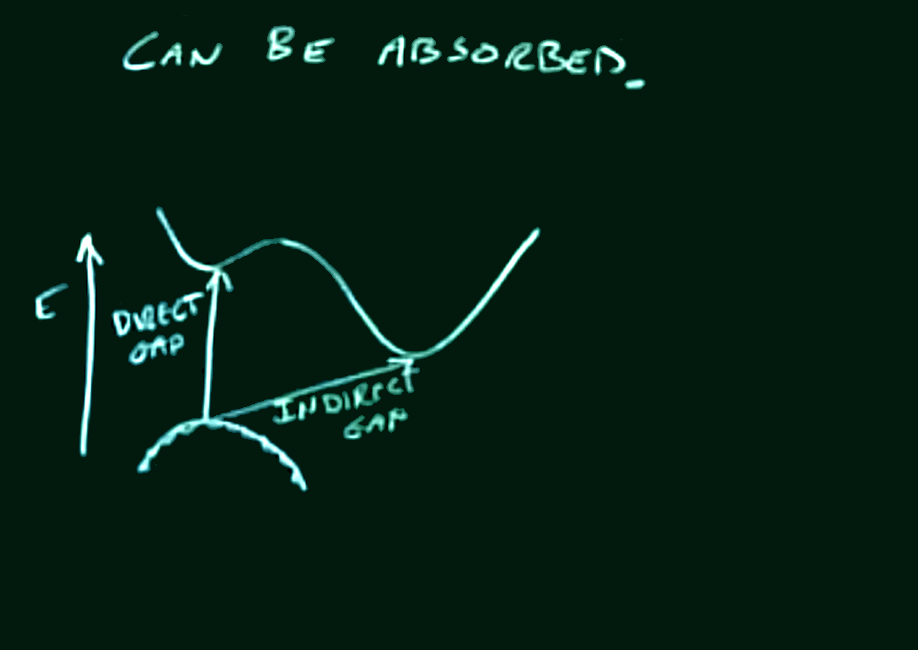 CAN BE ABSORBED.
E
DIRECT
GAP
INDIRECT
GAP